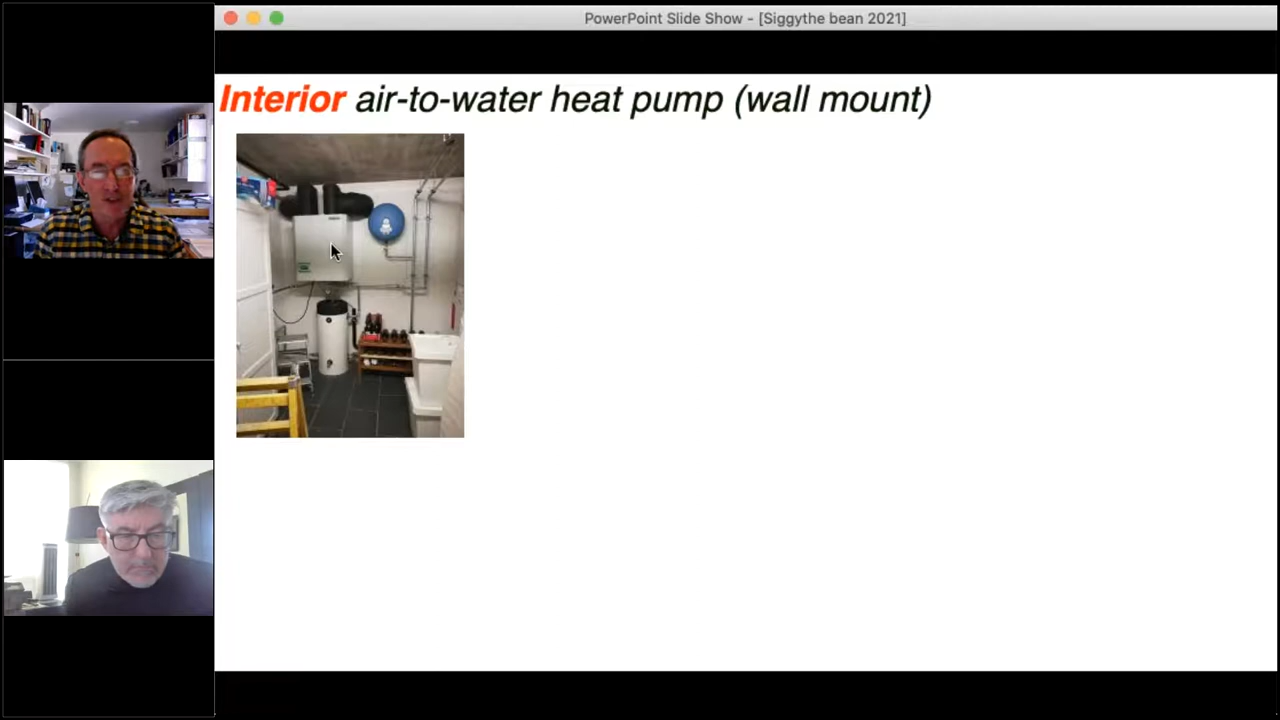 PowerPoint Slide Show - [Siggythe bean 2021]
Interior air-to-water heat pump (wall mount)